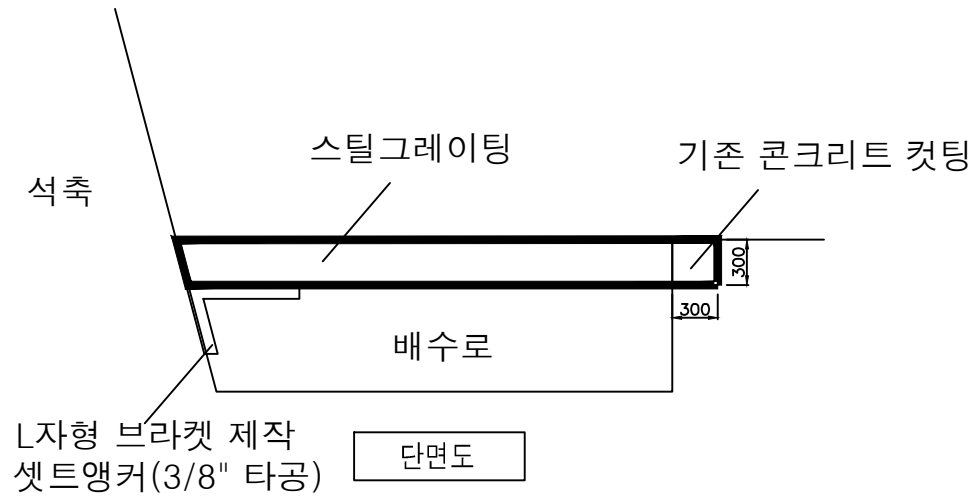 스틸그레이팅
기존 콘크리트 컷팅
석축
300
300
배수로
L자형 브라켓 제작
셋트앵커(3/8" 타공)
단면도